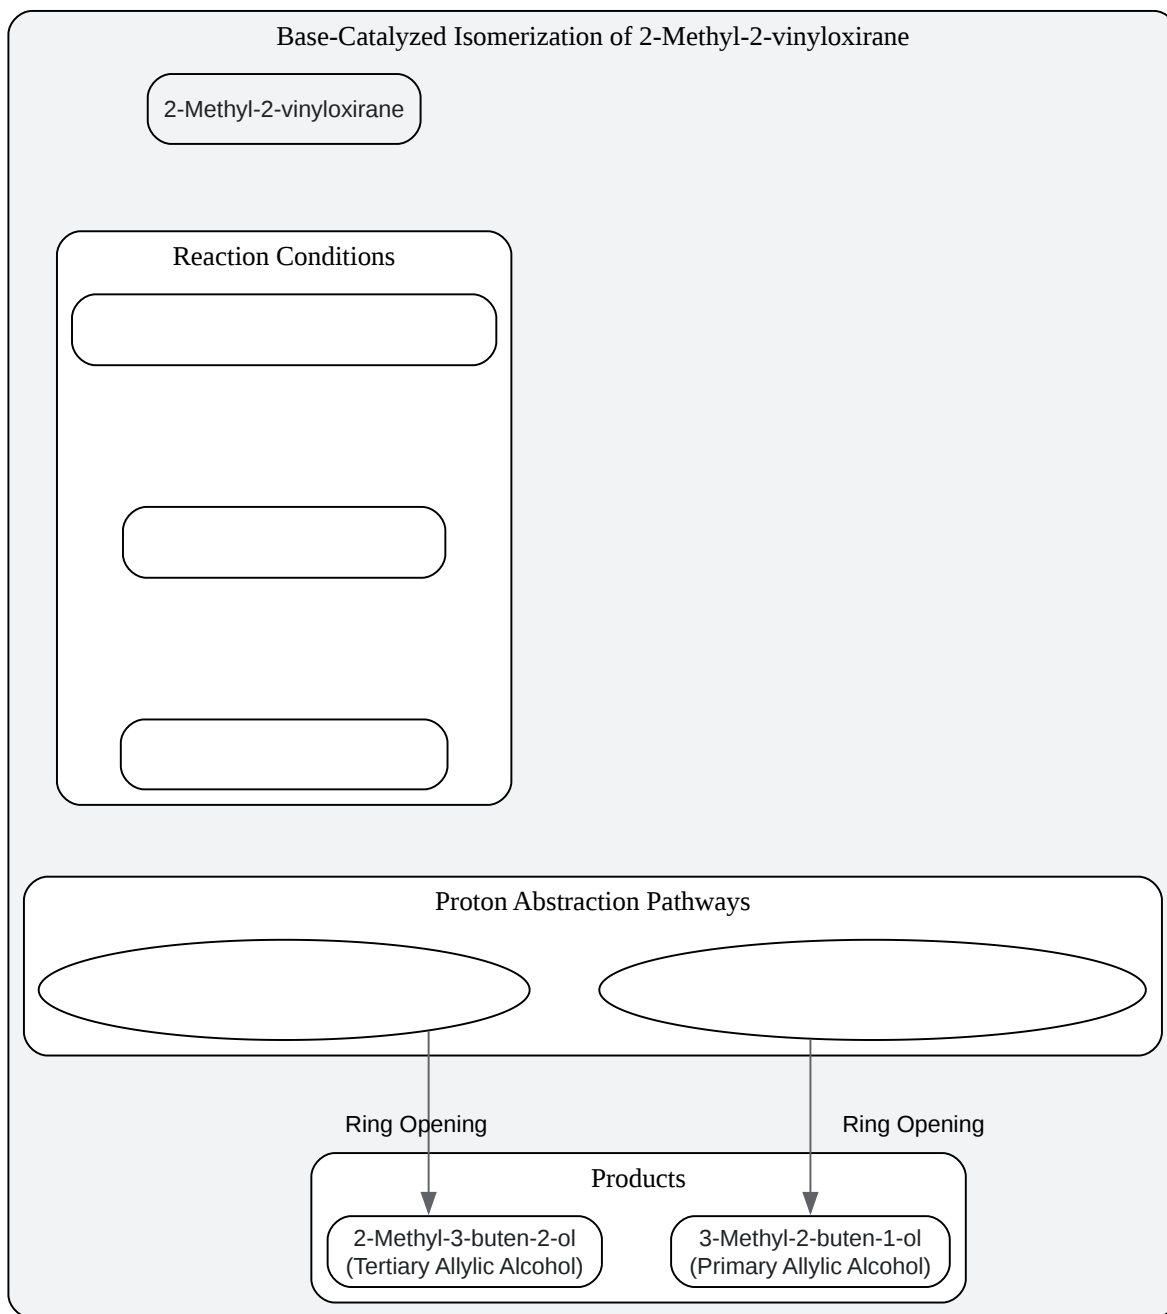 Base-Catalyzed Isomerization of 2-Methyl-2-vinyloxirane
2-Methyl-2-vinyloxirane
Reaction Conditions
Proton Abstraction Pathways
Ring Opening
Ring Opening
Products
2-Methyl-3-buten-2-ol
(Tertiary Allylic Alcohol)
3-Methyl-2-buten-1-ol
(Primary Allylic Alcohol)